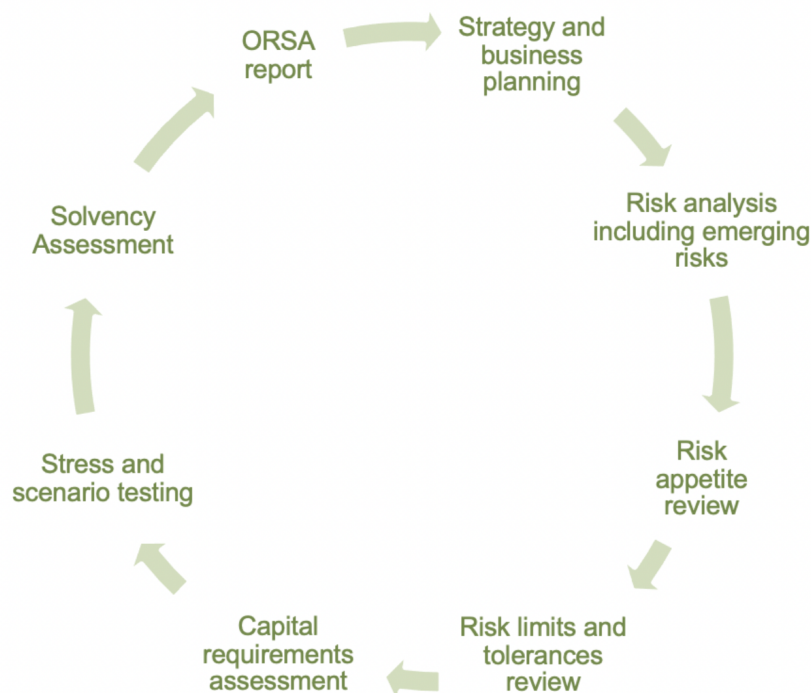 ORSA
report
Strategy and
business
planning
Risk analysis
including emerging
risks
Risk
appetite
review
Risk limits and
tolerances
review
Capital
requirements
assessment
Stress and
scenario testing
Solvency
Assessment